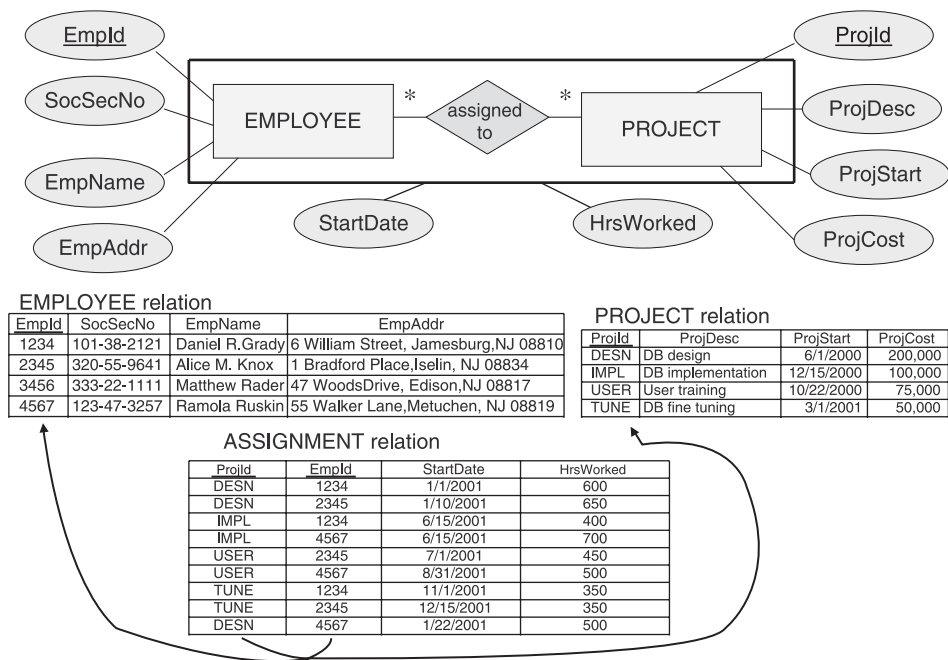 EmpId
ProjId
SocSecNo
EMPLOYEE
*
assigned
to
*
PROJECT
ProjDesc
EmpName
ProjStart
EmpAddr
StartDate
HrsWorked
ProjCost
EMPLOYEE relation
EmpId SocSecNo EmpName EmpAddr
1234 101-38-2121 Daniel R.Grady 6 William Street, Jamesburg,NJ 08810
2345 320-55-9641 Alice M. Knox 1 Bradford Place,Iselin, NJ 08834
3456 333-22-1111 Matthew Rader 47 WoodsDrive, Edison,NJ 08817
4567 123-47-3257 Ramola Ruskin 55 Walker Lane,Metuchen, NJ 08819
PROJECT relation
ProjId ProjDesc ProjStart ProjCost
DESN DB design 6/1/2000 200,000
IMPL DB implementation 12/15/2000 100,000
USER User training 10/22/2000 75,000
TUNE DB fine tuning 3/1/2001 50,000
ASSIGNMENT relation
ProjId EmpId StartDate HrsWorked
DESN 1234 1/1/2001 600
DESN 2345 1/10/2001 650
IMPL 1234 6/15/2001 400
IMPL 4567 6/15/2001 700
USER 2345 7/1/2001 450
USER 4567 8/31/2001 500
TUNE 1234 11/1/2001 350
TUNE 2345 12/15/2001 350
DESN 4567 1/22/2001 500